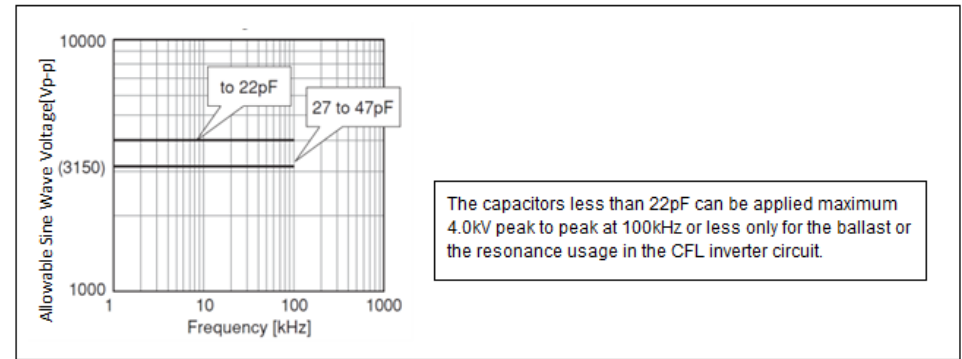 10000
to 22pF
27 to 47pF
(3150)
1000
1
10
100
1000
Frequency [kHz]
Allowable Sine Wave Voltage[Vp-p]
The capacitors less than 22pF can be applied maximum
4.0kV peak to peak at 100kHz or less only for the ballast or
the resonance usage in the CFL inverter circuit.